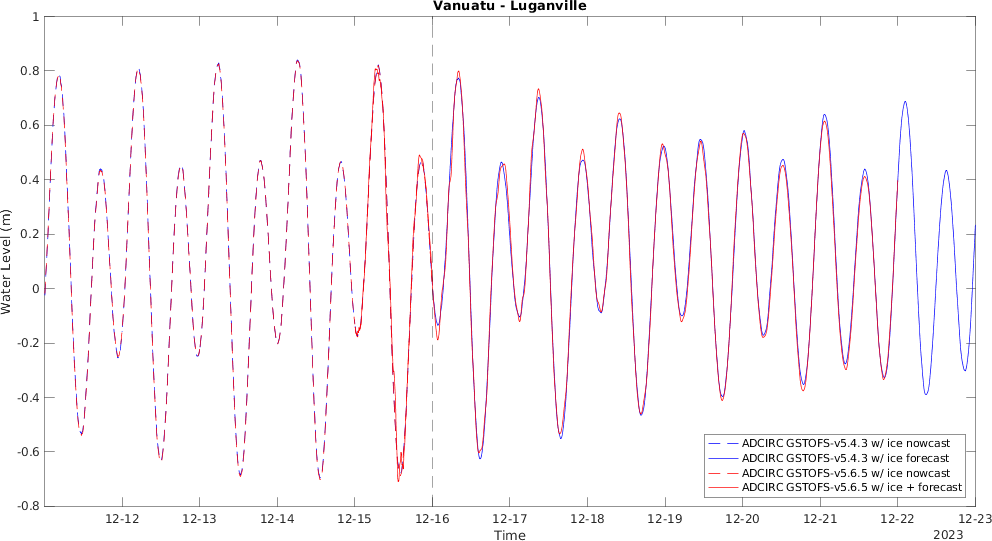 Vanuatu - Luganville
1
0.8
0.6
0.4
0.2
0
-0.2
-0.4
-0.6
-0.8
Water Level (m)
ADCIRC GSTOFS-v5.4.3 w/ ice nowcast
ADCIRC GSTOFS-v5.4.3 w/ ice forecast
ADCIRC GSTOFS-v5.6.5 w/ ice nowcast
ADCIRC GSTOFS-v5.6.5 w/ ice + forecast
12-12 12-13 12-14 12-15 12-16 12-17 12-18 12-19 12-20 12-21 12-22 12-23
Time
2023